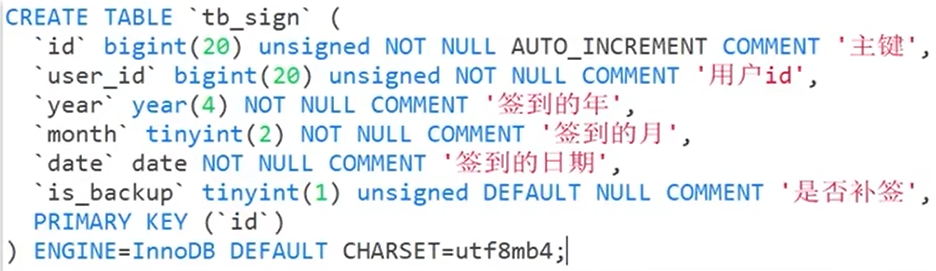 CREATE TABLE `tb_sign` (
  `id` bigint(20) unsigned NOT NULL AUTO_INCREMENT COMMENT '主键',
  `user_id` bigint(20) unsigned NOT NULL COMMENT '用户id',
  `year` year(4) NOT NULL COMMENT '签到的年',
  `month` tinyint(2) NOT NULL COMMENT '签到的月',
  `date` date NOT NULL COMMENT '签到的日期',
  `is_backup` tinyint(1) unsigned DEFAULT NULL COMMENT '是否补签',
  PRIMARY KEY (`id`)
) ENGINE=InnoDB DEFAULT CHARSET=utf8mb4;